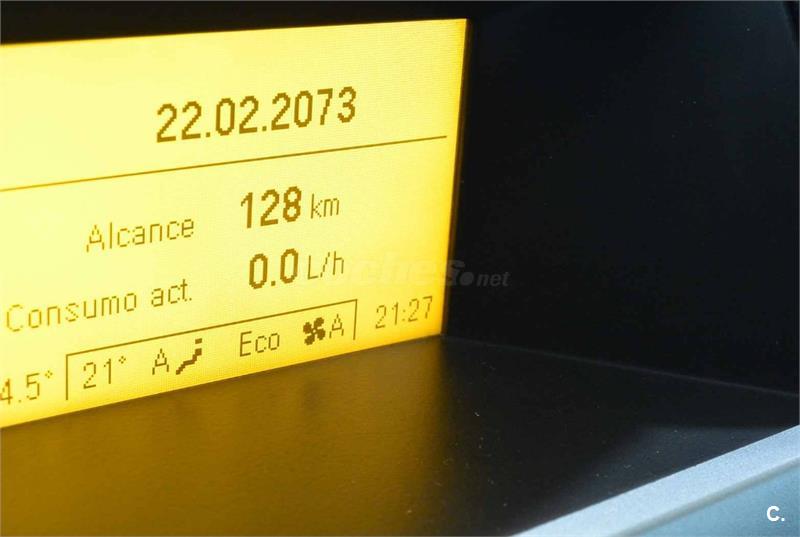 22.02.2073
Alcance 128 km
Consumo act. 0.0 L/h
4.5° 21° A Eco A 21:27
coches.net
C.